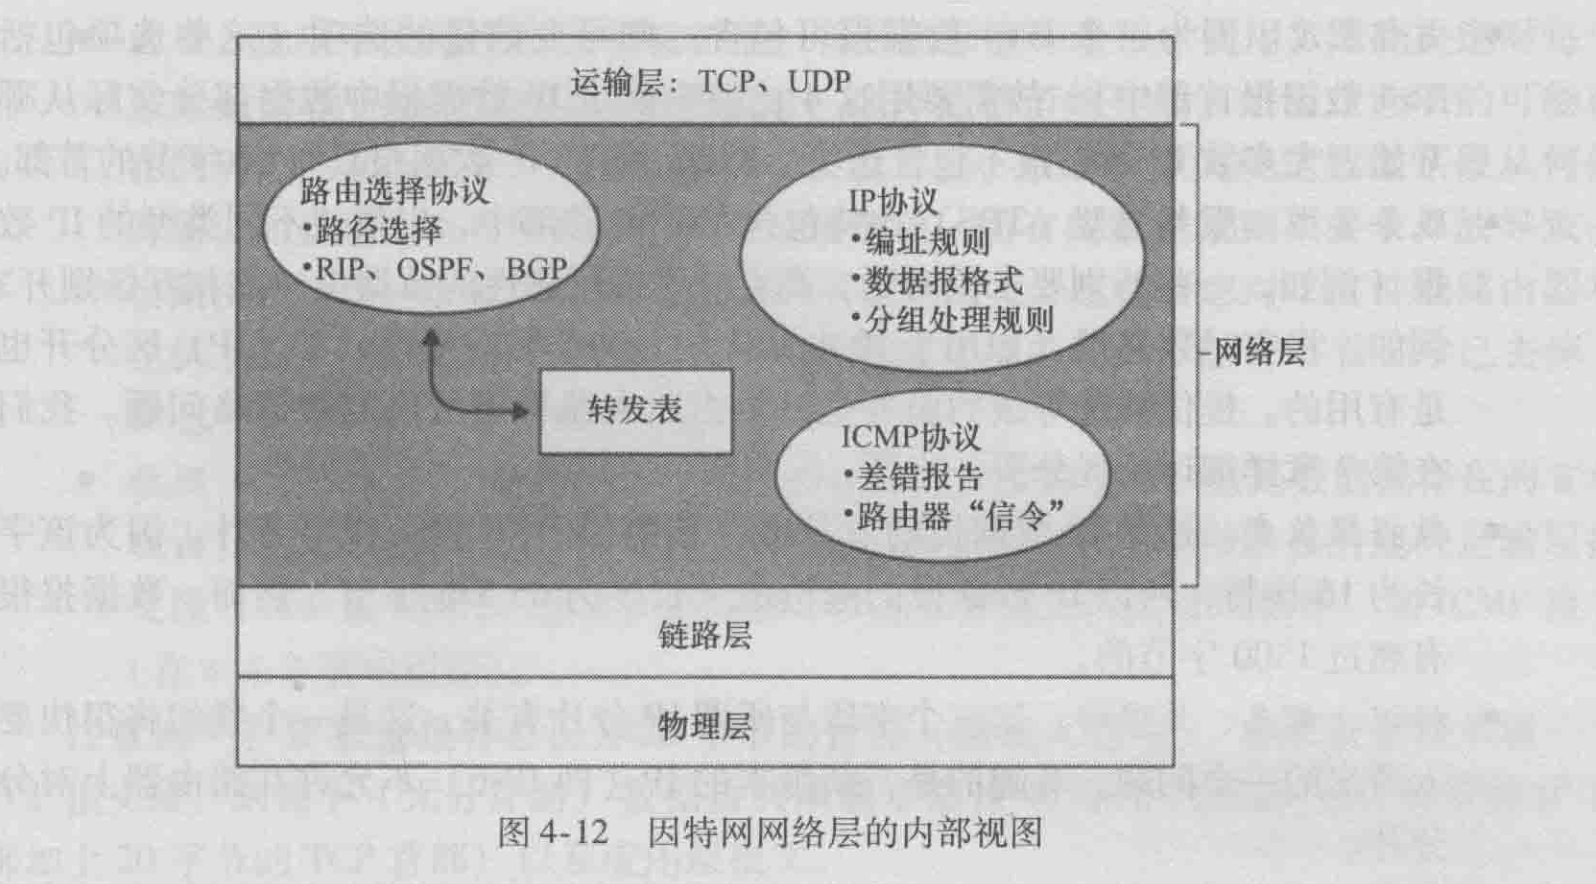 运输层：TCP、UDP
路由选择协议
•路径选择
•RIP、OSPF、BGP
IP协议
•编址规则
•数据报格式
•分组处理规则
网络层
转发表
ICMP协议
•差错报告
•路由器“信令”
链路层
物理层
图 4-12 因特网网络层的内部视图